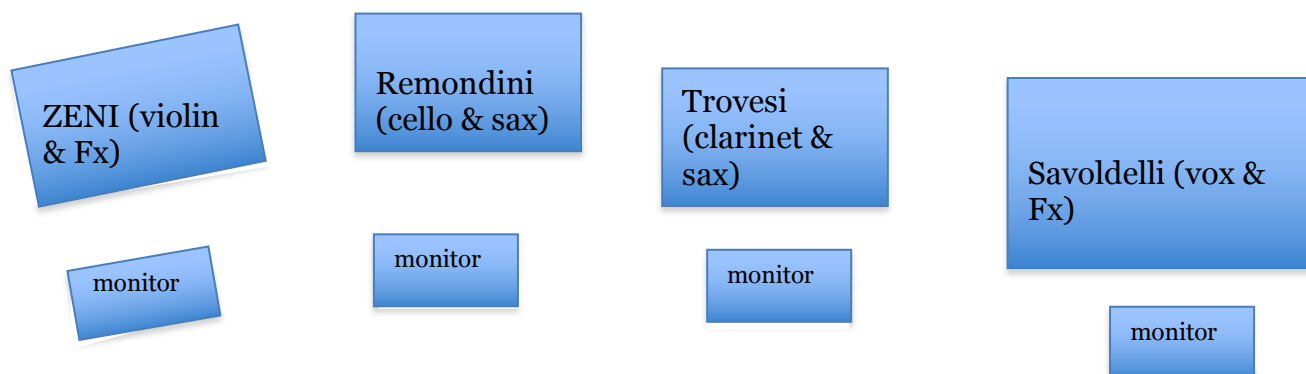 ZENI (violin
& Fx)
Remondini
(cello & sax)
Trovesi
(clarinet &
sax)
Savoldelli (vox &
Fx)
monitor
monitor
monitor
monitor